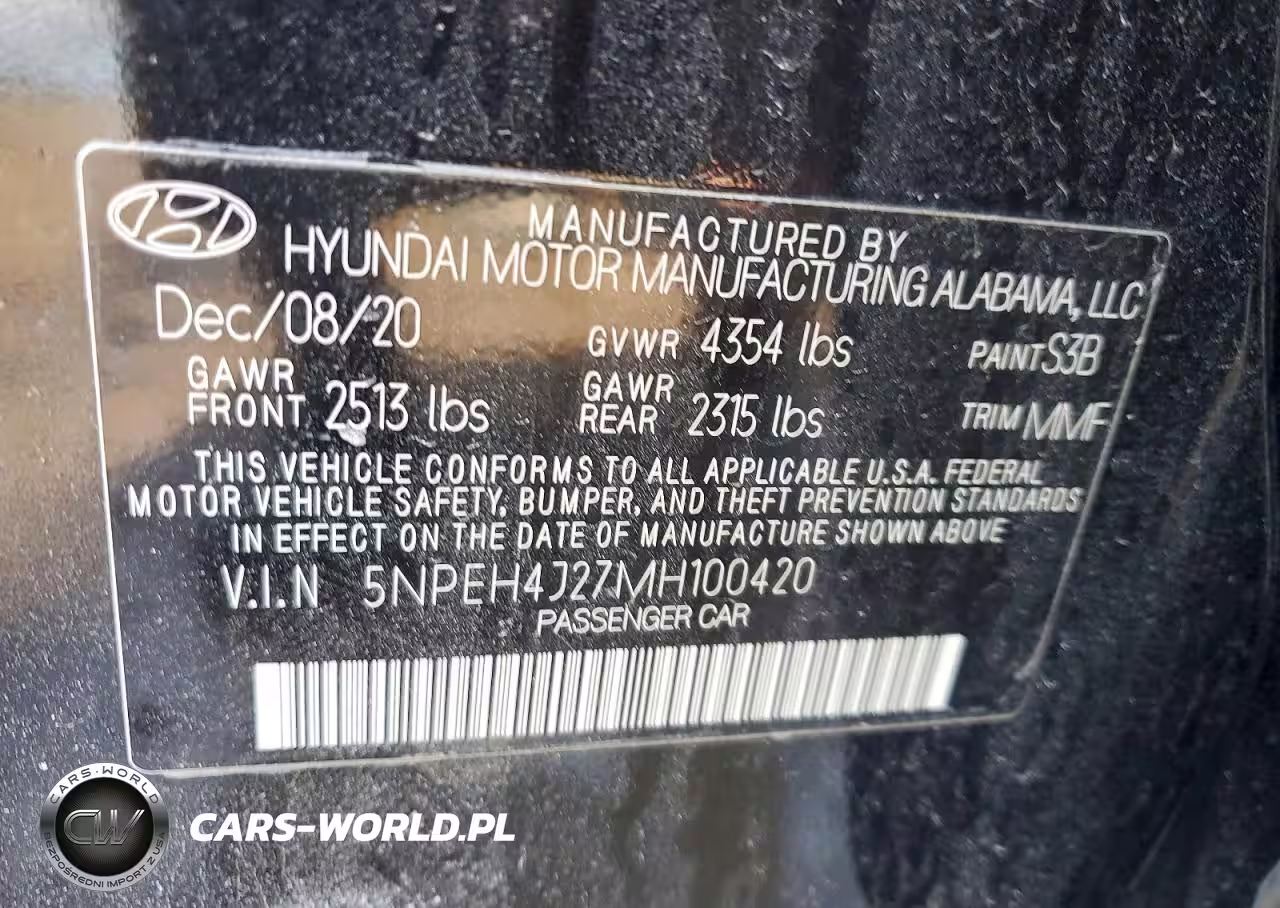 MANUFACTURED BY
HYUNDAI MOTOR MANUFACTURING ALABAMA, LLC
Dec/08/20 GVWR 4354 lbs PAINT S3B
GAWR FRONT 2513 lbs GAWR REAR 2315 lbs TRIM MMF
THIS VEHICLE CONFORMS TO ALL APPLICABLE U.S.A. FEDERAL
MOTOR VEHICLE SAFETY, BUMPER, AND THEFT PREVENTION STANDARDS
IN EFFECT ON THE DATE OF MANUFACTURE SHOWN ABOVE
V.I.N 5NPEH4J27MH100420
PASSENGER CAR
CARS-WORLD
CW
BEZPOŚREDNI IMPORT Z USA
CARS-WORLD.PL